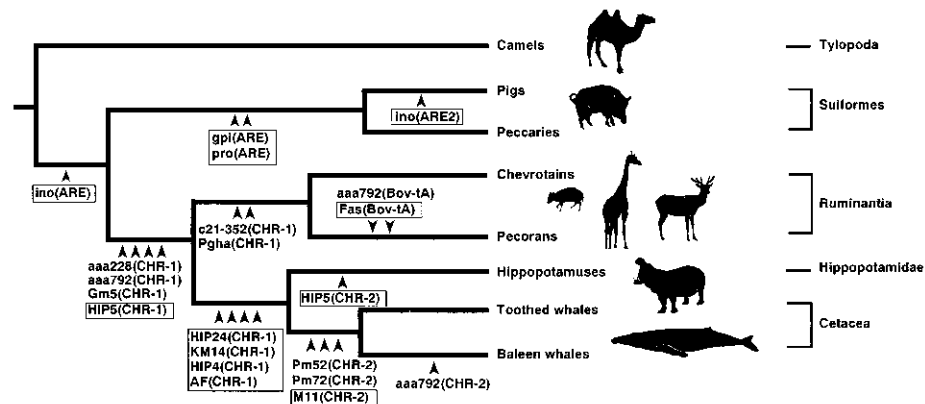 Camels
Tylopoda
Pigs
ino(ARE2)
Suiformes
gpi(ARE)
pro(ARE)
Peccaries
ino(ARE)
Chevrotains
aaa792(Bov-tA)
Fas(Bov-tA)
Ruminantia
c21-352(CHR-1)
Pgha(CHR-1)
Pecorans
aaa228(CHR-1)
aaa792(CHR-1)
Gm5(CHR-1)
HIP5(CHR-1)
Hippopotamuses
Hippopotamidae
HIP5(CHR-2)
Toothed whales
Cetacea
HIP24(CHR-1)
KM14(CHR-1)
HIP4(CHR-1)
AF(CHR-1)
Baleen whales
Pm52(CHR-2)
Pm72(CHR-2)
M11(CHR-2)
aaa792(CHR-2)